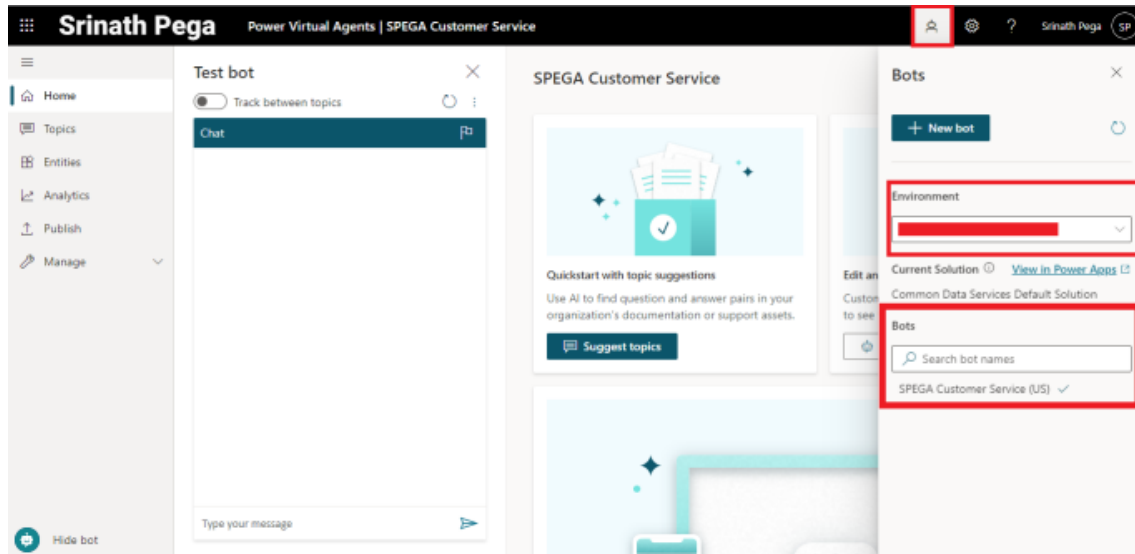 Srinath Pega
Power Virtual Agents | SPEGA Customer Service
?
Srinath Pega
SP
Home
Topics
Entities
Analytics
Publish
Manage
Hide bot
Test bot
Track between topics
Chat
Type your message
SPEGA Customer Service
Quickstart with topic suggestions
Use AI to find question and answer pairs in your
organization's documentation or support assets.
Suggest topics
Edit an
Custon
to see
Bots
+ New bot
Environment
Current Solution
View in Power Apps
Common Data Services Default Solution
Bots
Search bot names
SPEGA Customer Service (US)